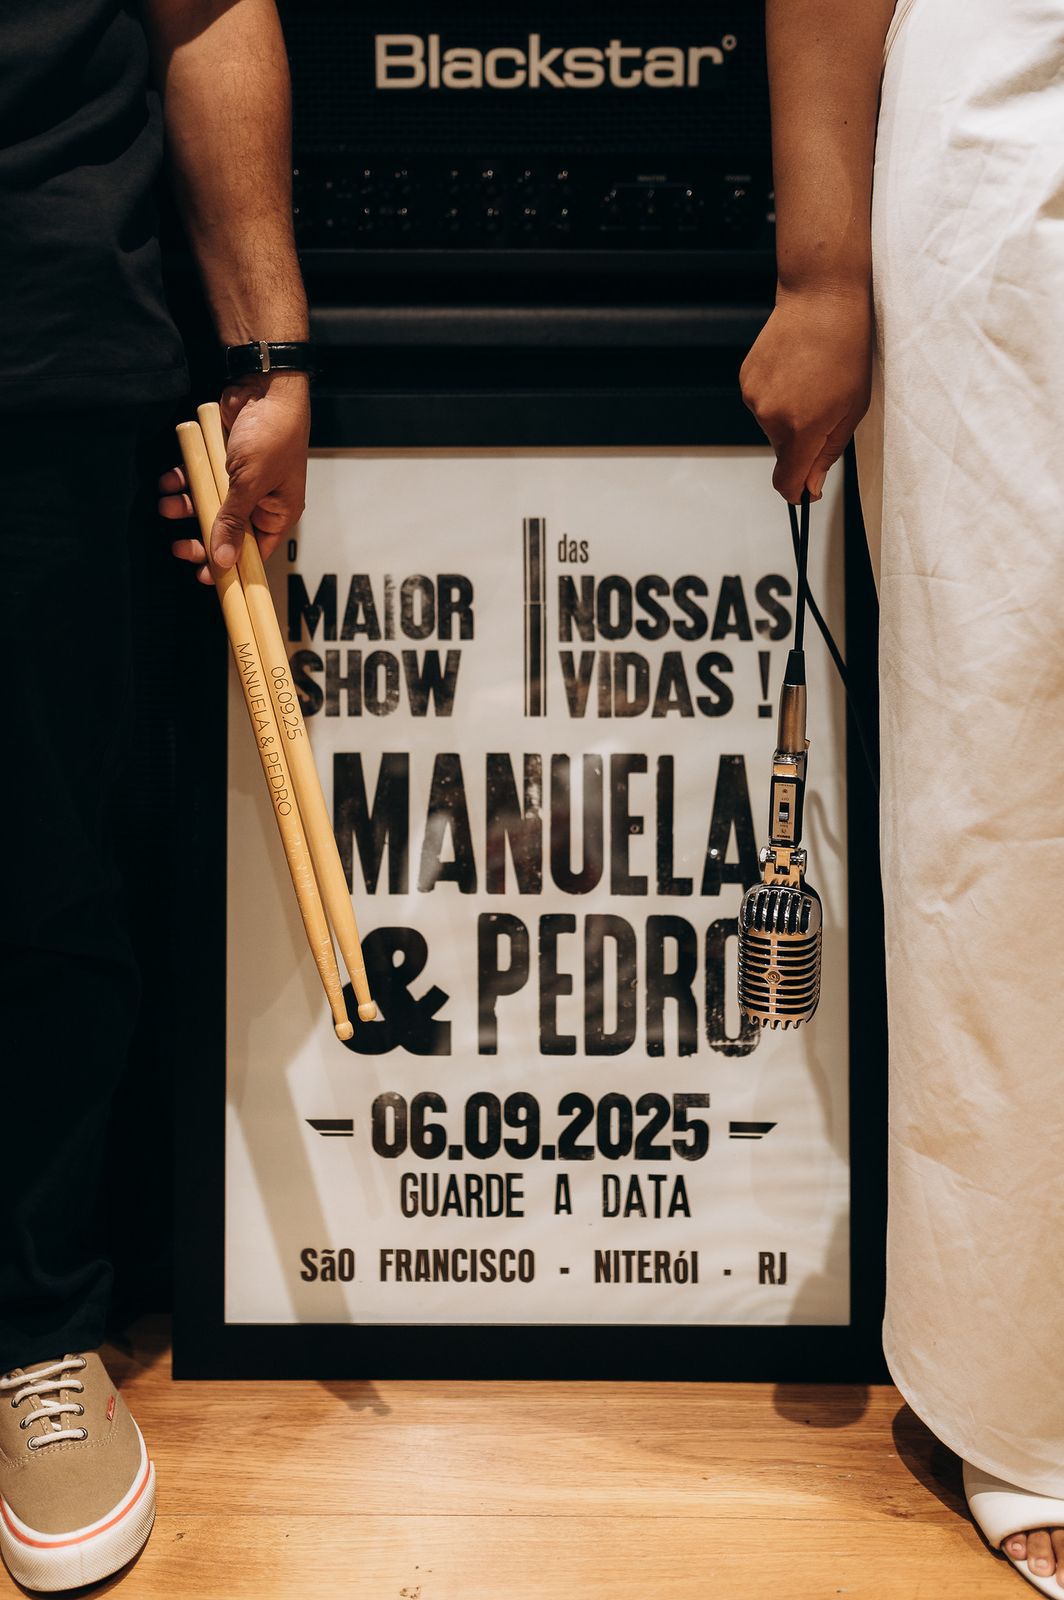 Blackstar
o
MAIOR
SHOW
das
NOSSAS
VIDAS !
MANUELA
& PEDRO
06.09.2025
GUARDE A DATA
SãO FRANCISCO - NITERóI - RJ
MANUELA & PEDRO
06.09.25